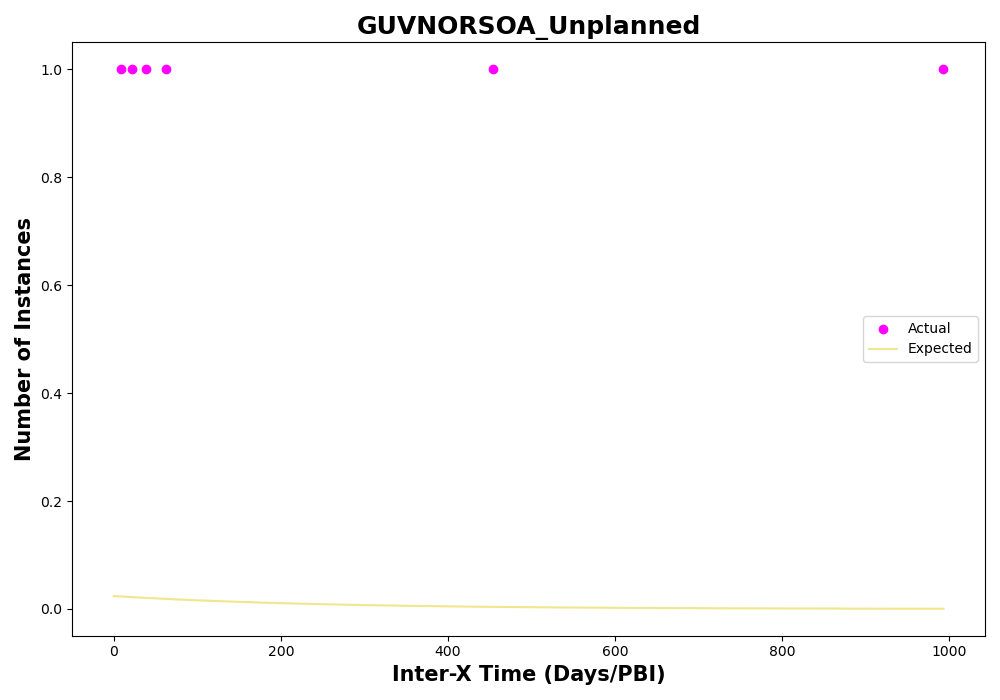 GUVNORSOA_Unplanned
Number of Instances
1.0
0.8
0.6
0.4
0.2
0.0
Actual
Expected
0 200 400 600 800 1000
Inter-X Time (Days/PBI)